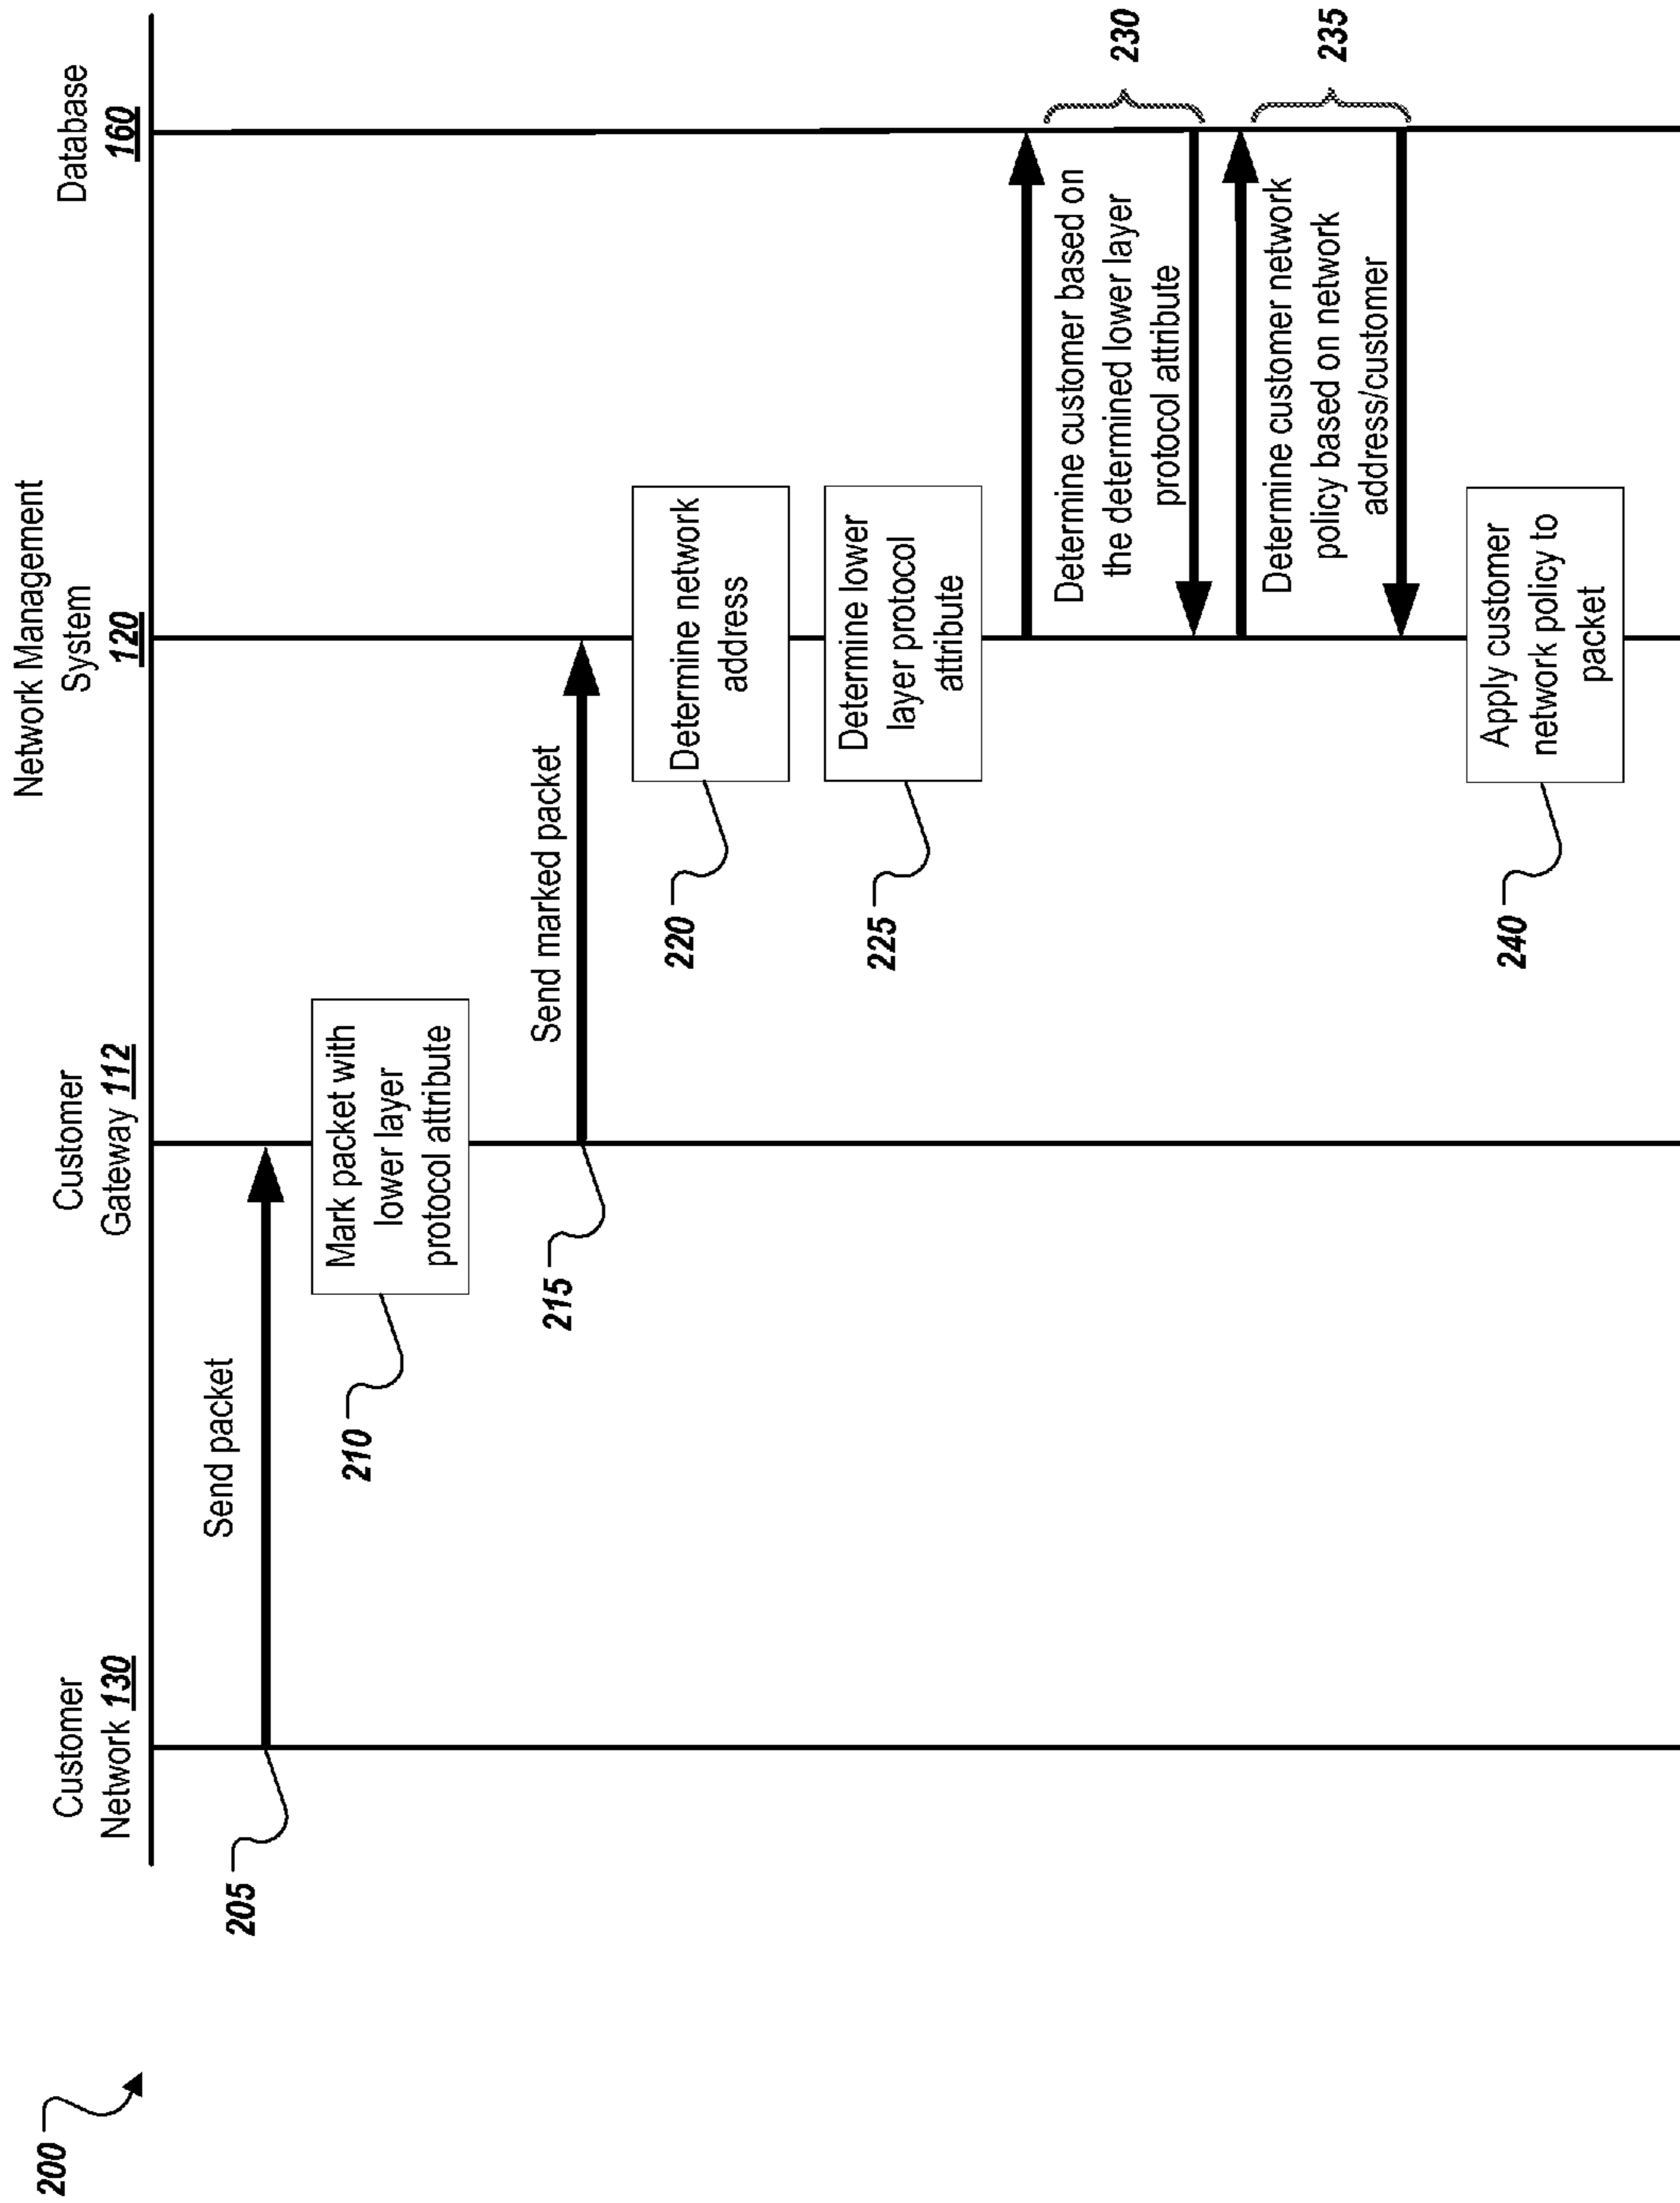 200
Customer
Network 130
Customer
Gateway 112
Network Management
System
120
Database
160
205
Send packet
210
Mark packet with
lower layer
protocol attribute
215
Send marked packet
220
Determine network
address
225
Determine lower
layer protocol
attribute
Determine customer based on
the determined lower layer
protocol attribute
230
Determine customer network
policy based on network
address/customer
235
240
Apply customer
network policy to
packet